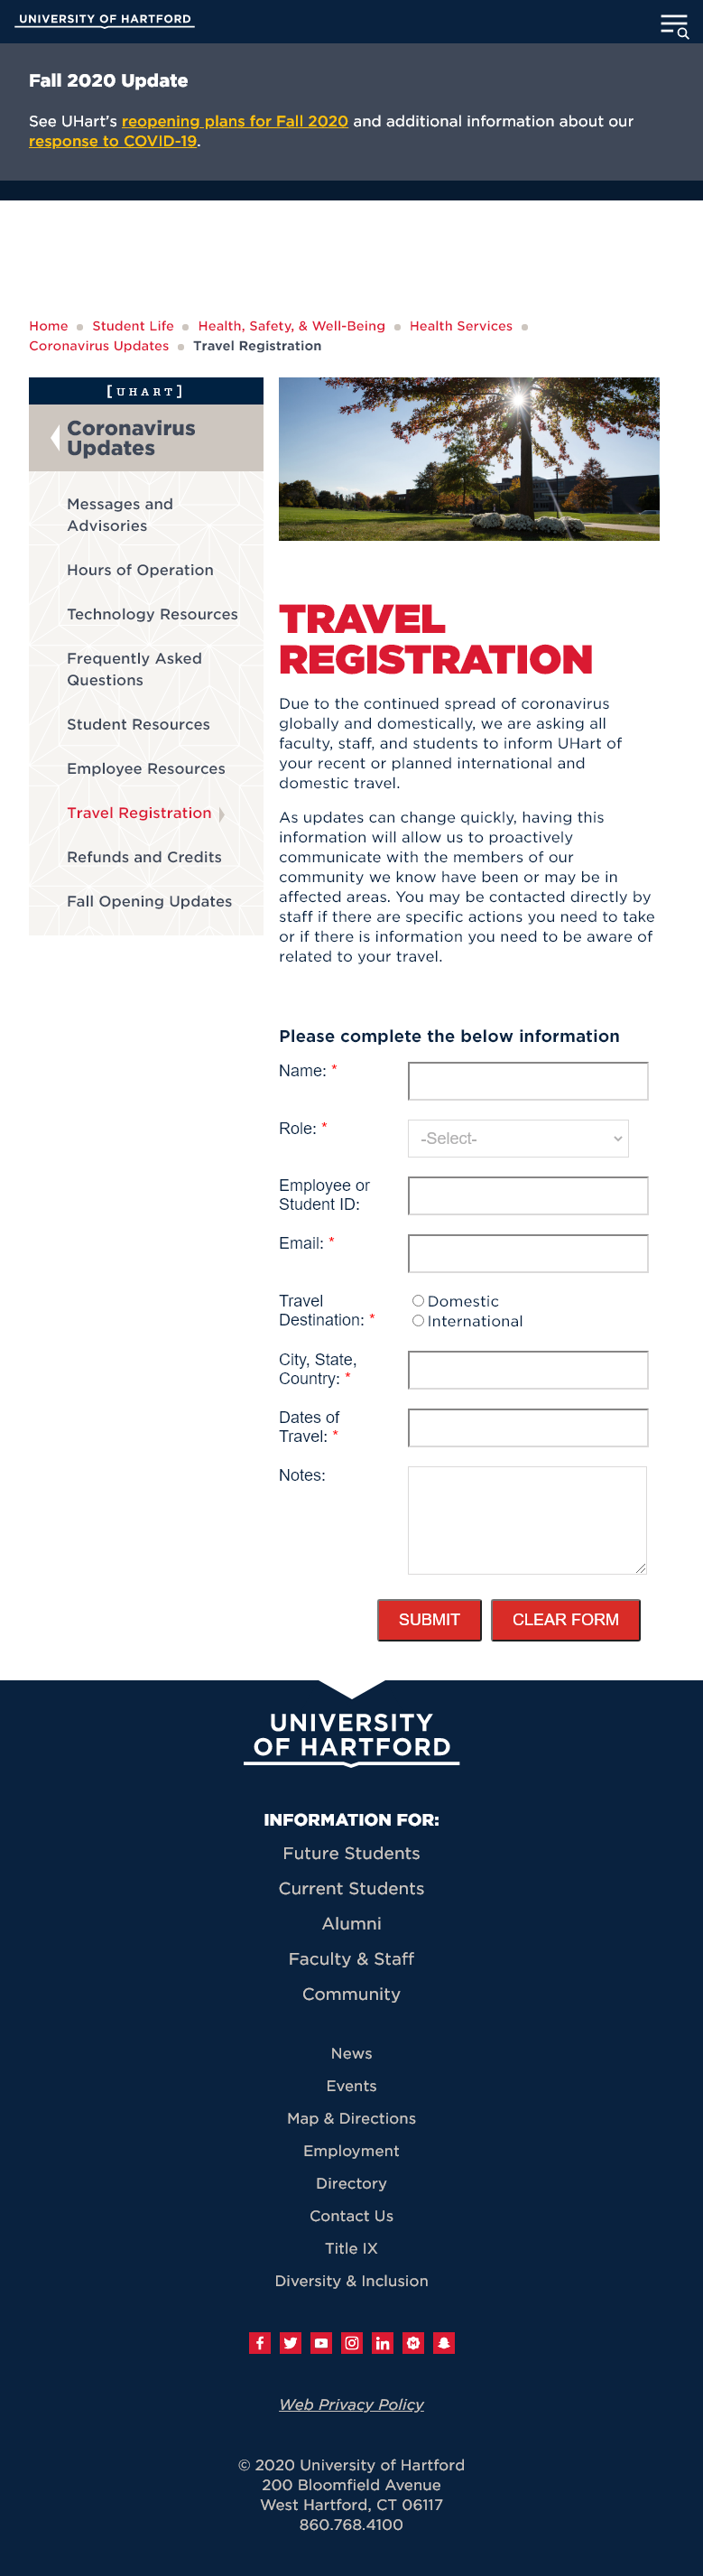 UNIVERSITY OF HARTFORD
Fall 2020 Update
See UHart's reopening plans for Fall 2020 and additional information about our
response to COVID-19.
Home Student Life Health, Safety, & Well-Being Health Services
Coronavirus Updates Travel Registration
[UHART]
Coronavirus
Updates
Messages and
Advisories
Hours of Operation
Technology Resources
Frequently Asked
Questions
Student Resources
Employee Resources
Travel Registration
Refunds and Credits
Fall Opening Updates
TRAVEL
REGISTRATION
Due to the continued spread of coronavirus
globally and domestically, we are asking all
faculty, staff, and students to inform UHart of
your recent or planned international and
domestic travel.
As updates can change quickly, having this
information will allow us to proactively
communicate with the members of our
community we know have been or may be in
affected areas. You may be contacted directly by
staff if there are specific actions you need to take
or if there is information you need to be aware of
related to your travel.
Please complete the below information
Name: *
Role: * -Select-
Employee or
Student ID:
Email: *
Travel
Destination: *
Domestic
International
City, State,
Country: *
Dates of
Travel: *
Notes:
SUBMIT CLEAR FORM
UNIVERSITY
OF HARTFORD
INFORMATION FOR:
Future Students
Current Students
Alumni
Faculty & Staff
Community
News
Events
Map & Directions
Employment
Directory
Contact Us
Title IX
Diversity & Inclusion
Web Privacy Policy
© 2020 University of Hartford
200 Bloomfield Avenue
West Hartford, CT 06117
860.768.4100